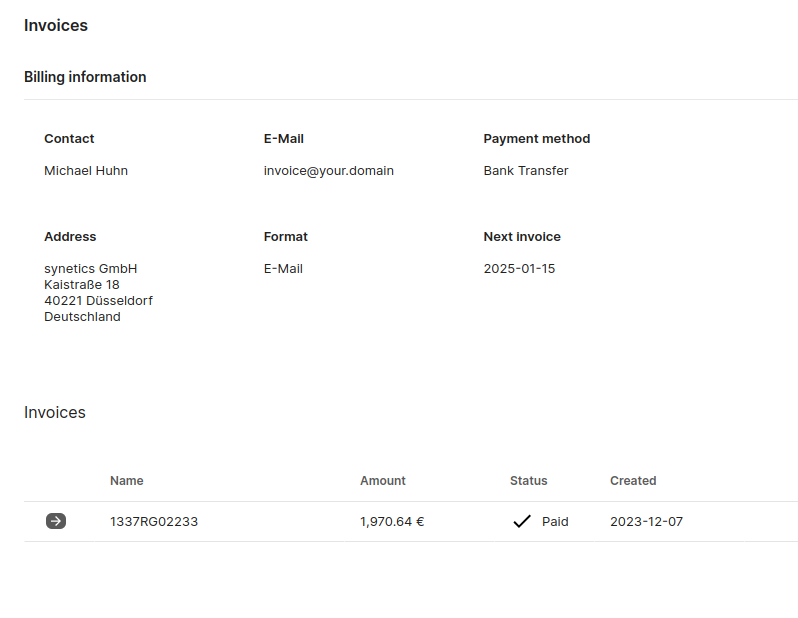 Invoices
Billing information
Contact
E-Mail
Payment method
Michael Huhn
invoice@your.domain
Bank Transfer
Address
Format
Next invoice
synetics GmbH
Kaistraße 18
40221 Düsseldorf
Deutschland
E-Mail
2025-01-15
Invoices
Name Amount Status Created
1337RG02233 1,970.64 € Paid 2023-12-07